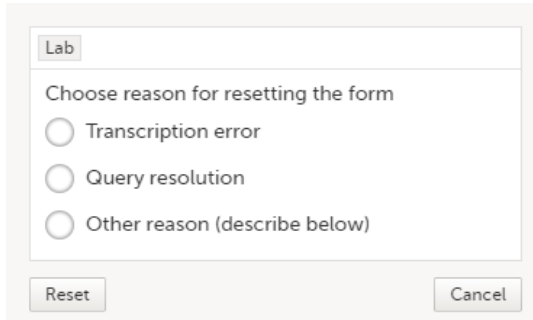 Lab
Choose reason for resetting the form
Transcription error
Query resolution
Other reason (describe below)
Reset Cancel